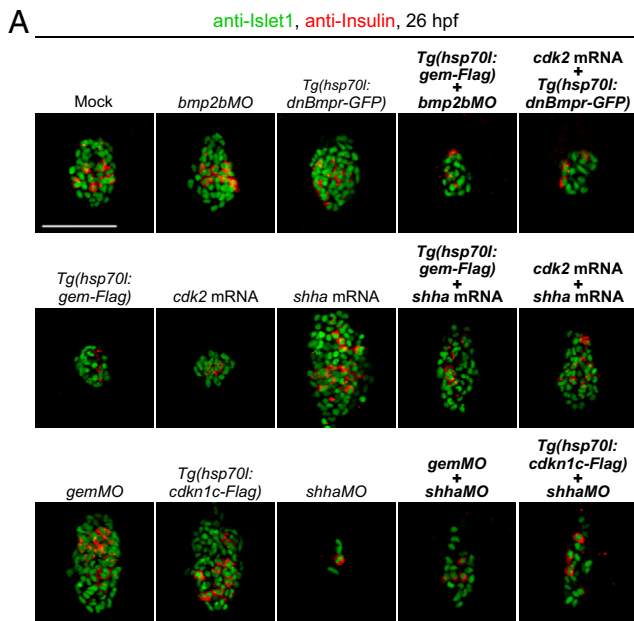 A
anti-Islet1, anti-Insulin, 26 hpf
Mock
bmp2bMO
Tg(hsp70l:
dnBmpr-GFP)
Tg(hsp70l:
gem-Flag)
+
bmp2bMO
cdk2 mRNA
+
Tg(hsp70l:
dnBmpr-GFP)
Tg(hsp70l:
gem-Flag)
cdk2 mRNA
shha mRNA
Tg(hsp70l:
gem-Flag)
+
shha mRNA
cdk2 mRNA
+
shha mRNA
gemMO
Tg(hsp70l:
cdkn1c-Flag)
shhaMO
gemMO
+
shhaMO
Tg(hsp70l:
cdkn1c-Flag)
+
shhaMO